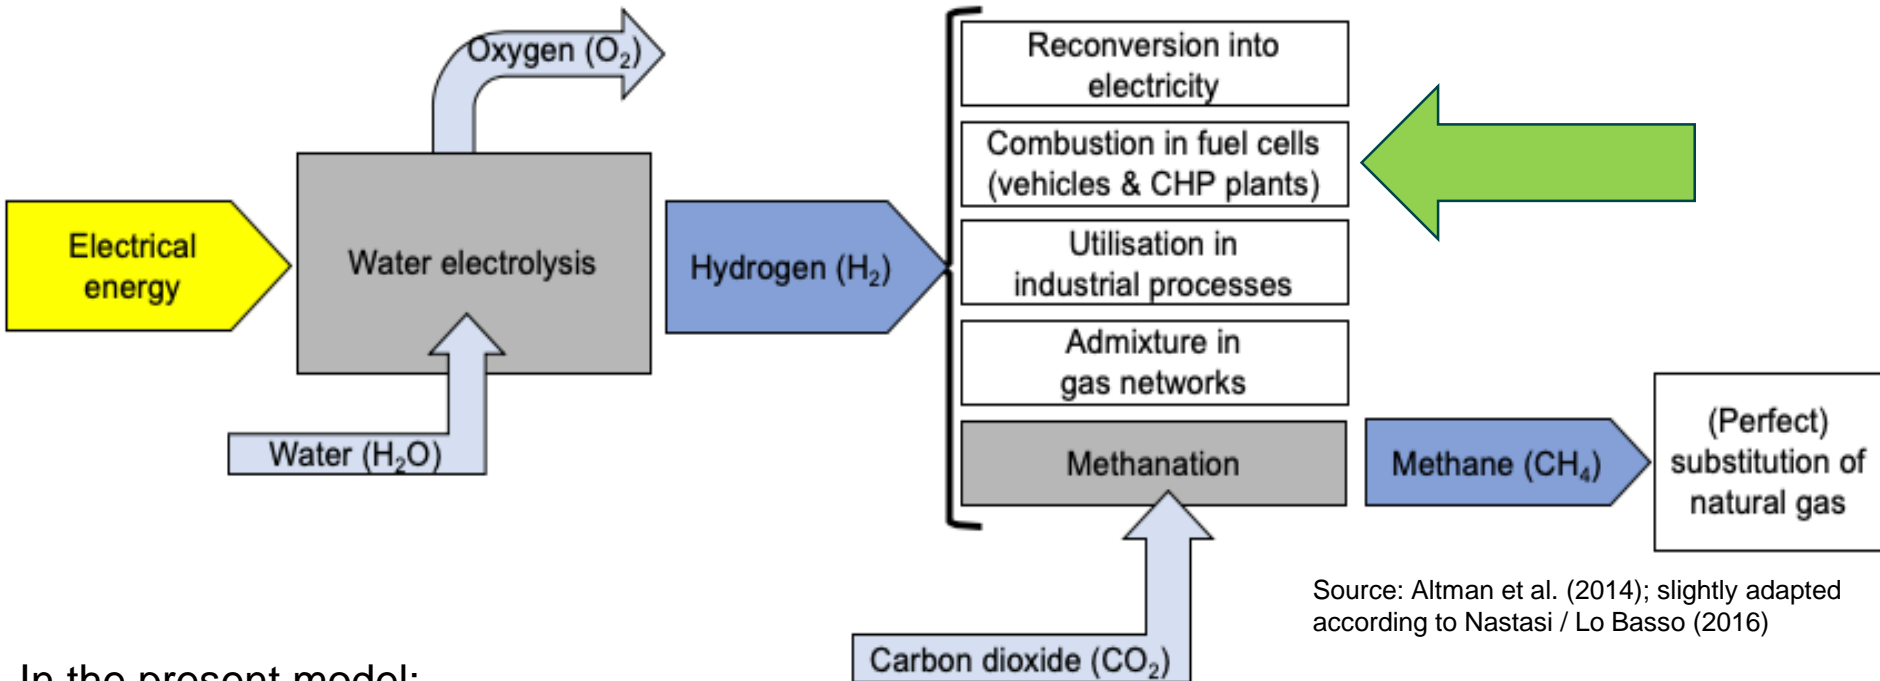 Oxygen (O₂)
Electrical
energy
Water electrolysis
Water (H₂O)
Hydrogen (H₂)
Reconversion into
electricity
Combustion in fuel cells
(vehicles & CHP plants)
Utilisation in
industrial processes
Admixture in
gas networks
Methanation
Carbon dioxide (CO₂)
Methane (CH₄)
(Perfect)
substitution of
natural gas
Source: Altman et al. (2014); slightly adapted
according to Nastasi / Lo Basso (2016)
In the present model: